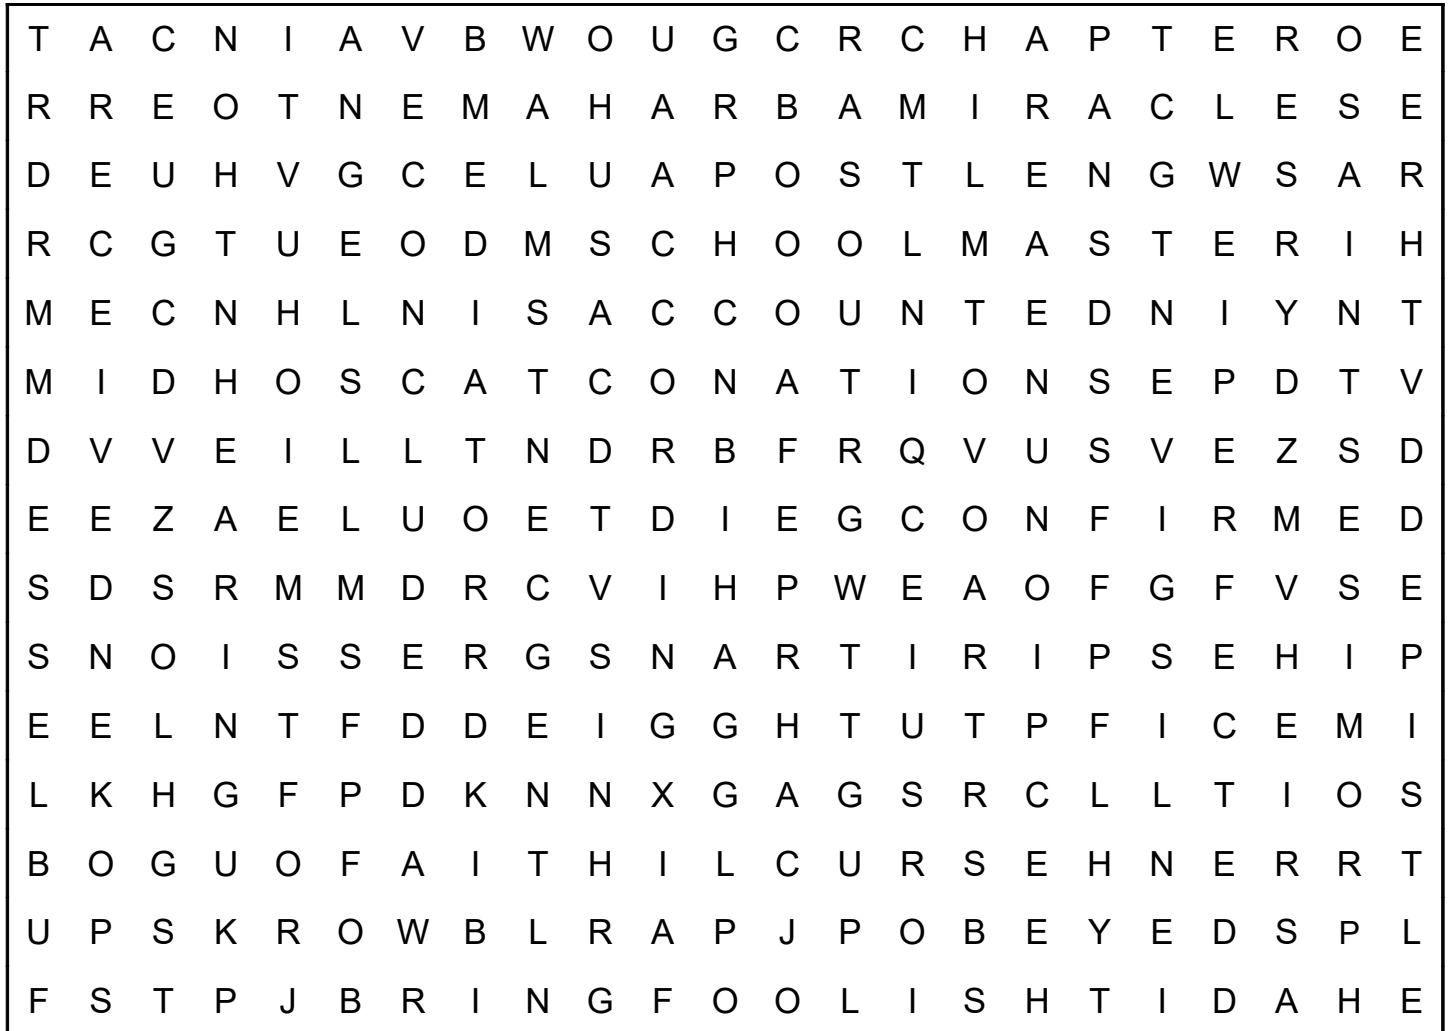 T A C N I A V B W O U G C R C H A P T E R O E
R R E O T N E M A H A R B A M I R A C L E S E
D E U H V G C E L U A P O S T L E N G W S A R
R C G T U E O D M S C H O O L M A S T E R I H
M E C N H L N I S A C C O U N T E D N I Y N T
M I D H O S C A T C O N A T I O N S E P D T V
D V V E I L L T N D R B F R Q V U S V E Z S D
E E Z A E L U O E T D I E G C O N F I R M E D
S D S R M M D R C V I H P W E A O F G F V S E
S N O I S S E R G S N A R T I R I P S E H I P
E E L N T F D D E I G G H T U T P F I C E M I
L K H G F P D K N N X G A G S R C L L T I O S
B O G U O F A I T H I L C U R S E H N E R R T
U P S K R O W B L R A P J P O B E Y E D S P L
F S T P J B R I N G F O O L I S H T I D A H E